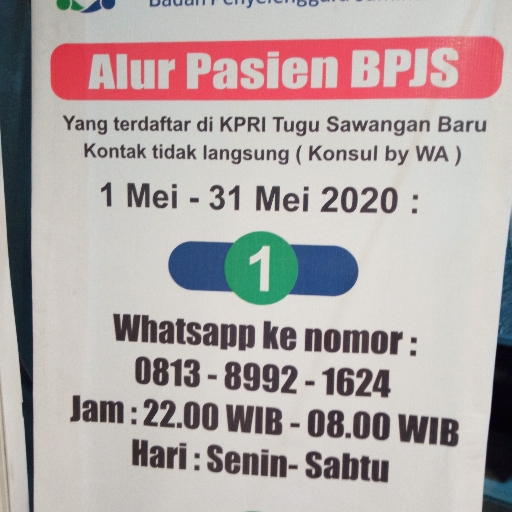 Badan Penyelenggara
Alur Pasien BPJS
Yang terdaftar di KPRI Tugu Sawangan Baru
Kontak tidak langsung ( Konsul by WA )
1 Mei - 31 Mei 2020 :
1
Whatsapp ke nomor :
0813 - 8992 - 1624
Jam : 22.00 WIB - 08.00 WIB
Hari : Senin- Sabtu